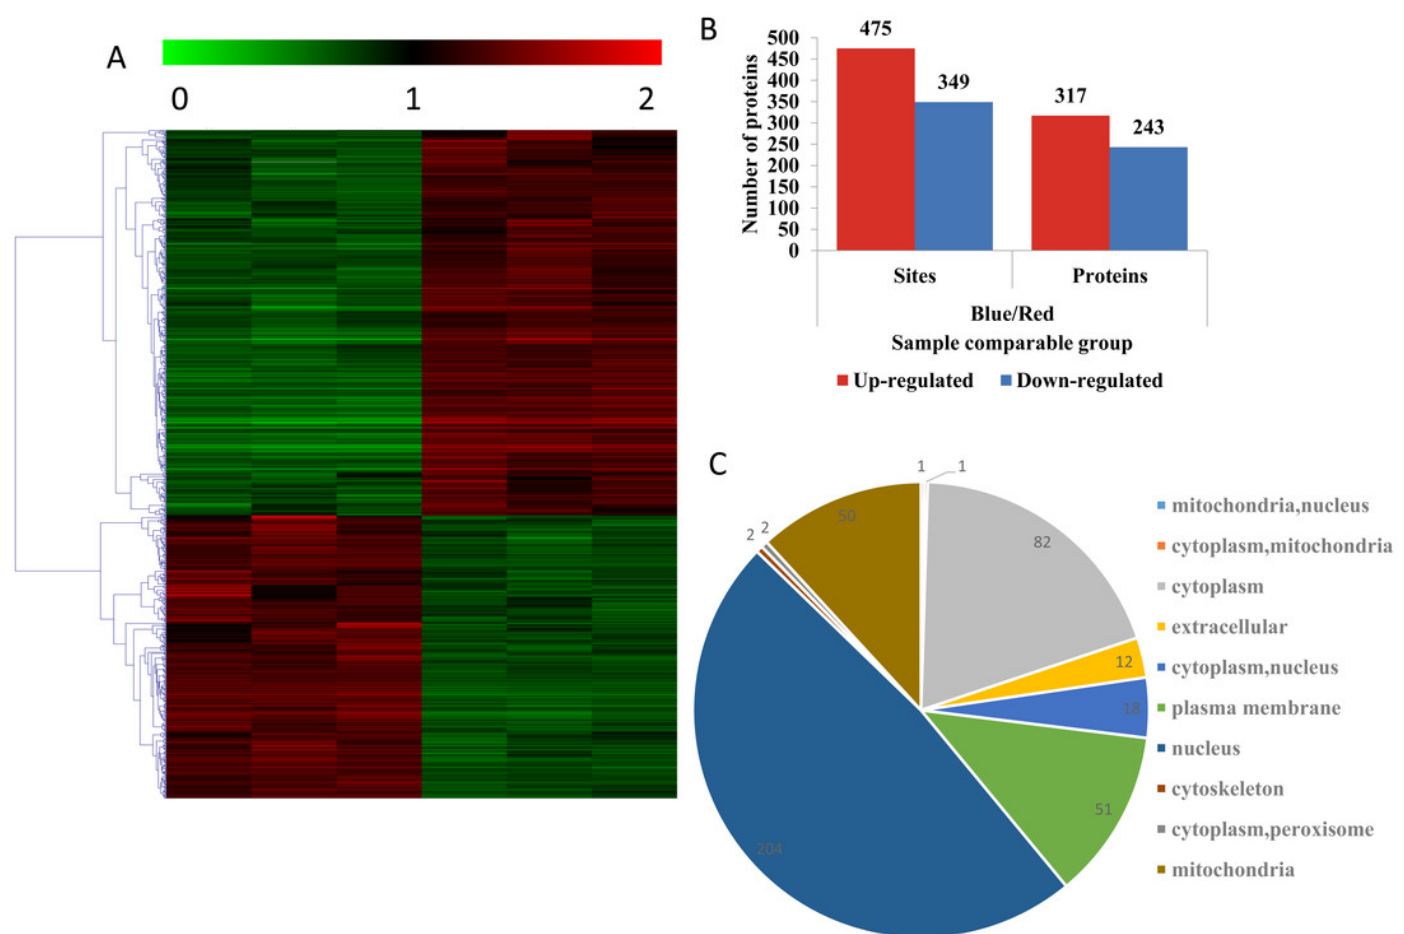 A
0 1 2
B
Number of proteins
500
450
400
350
300
250
200
150
100
50
0
475
349
317
243
Sites Proteins
Blue/Red
Sample comparable group
Up-regulated Down-regulated
C
1 1
82
12
18
51
204
2 2
50
mitochondria,nucleus
cytoplasm,mitochondria
cytoplasm
extracellular
cytoplasm,nucleus
plasma membrane
nucleus
cytoskeleton
cytoplasm,peroxisome
mitochondria